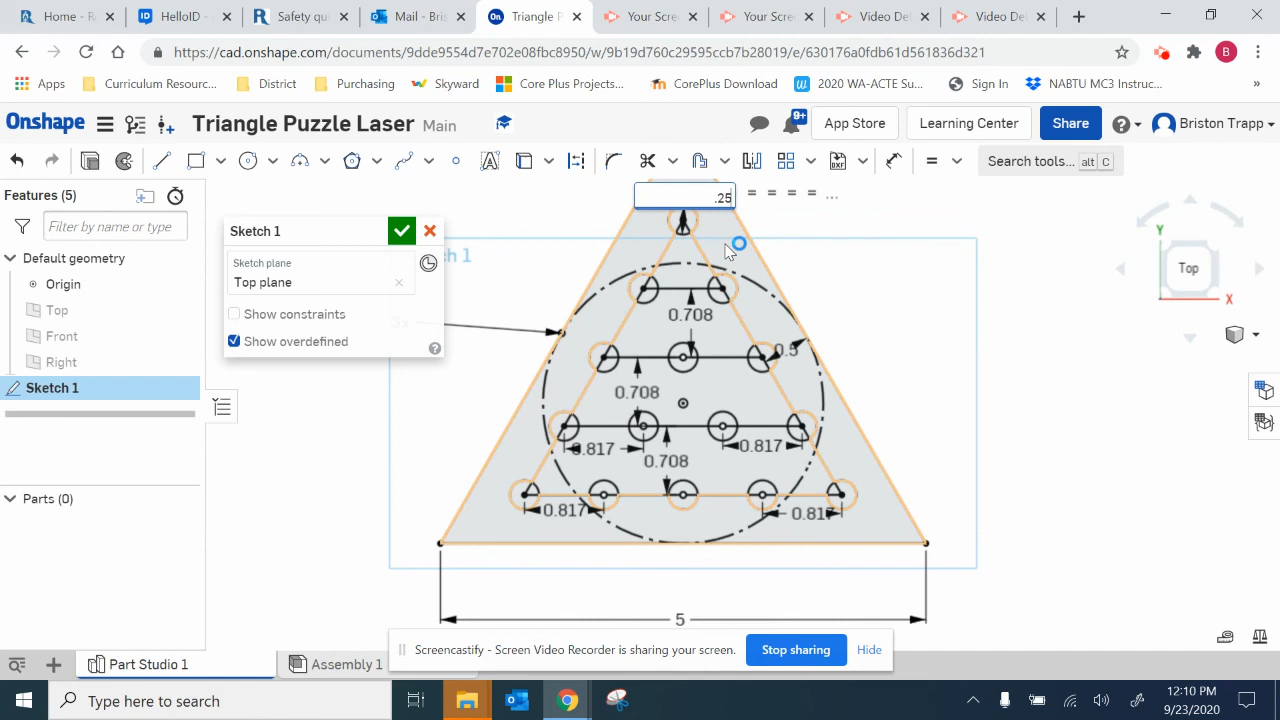 HelloID -
Safety qu
Mail - Bris
Triangle P
Your Scre
Your Scre
Video De
Video De
https://cad.onshape.com/documents/9dde9554d7e702e08fbc8950/w/9b19d760c29595ccb7b28019/e/630176a0fdb61d561836d321
B
Apps
Curriculum Resourc...
District
Purchasing
Skyward
Core Plus Projects...
CorePlus Download
2020 WA-ACTE Su...
Sign In
NABTU MC3 Instruc...
Onshape
Triangle Puzzle Laser
Main
9+
App Store
Learning Center
Share
Briston Trapp
Search tools...
alt
C
Features (5)
Filter by name or type
Default geometry
Origin
Top
Front
Right
Sketch 1
Parts (0)
Sketch 1
Sketch plane
Top plane
Show constraints
Show overdefined
.25
ch 1
3x
0.708
0.5
0.708
0.817
0.708
0.817
0.817
0.817
5
Y
Top
X
Part Studio 1
Assembly 1
Screencastify - Screen Video Recorder is sharing your screen.
Stop sharing
Hide
Type here to search
12:10 PM
9/23/2020